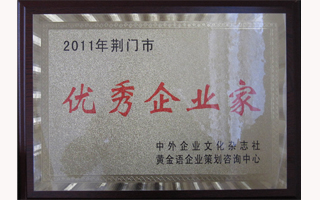 2011年荆门市
优秀企业家
中外企业文化杂志社
黄金语企业策划咨询中心